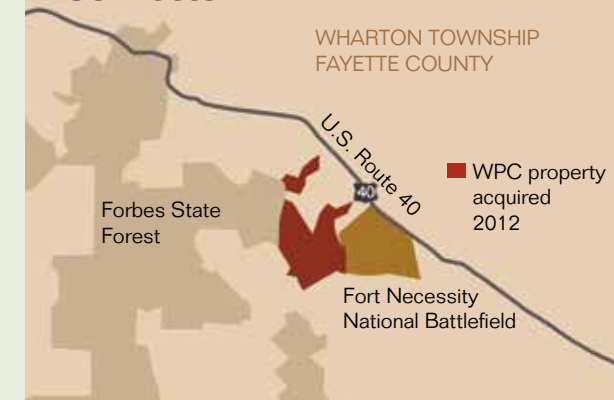 WHARTON TOWNSHIP
FAYETTE COUNTY
U.S. Route 40
40
WPC property
acquired
2012
Forbes State
Forest
Fort Necessity
National Battlefield